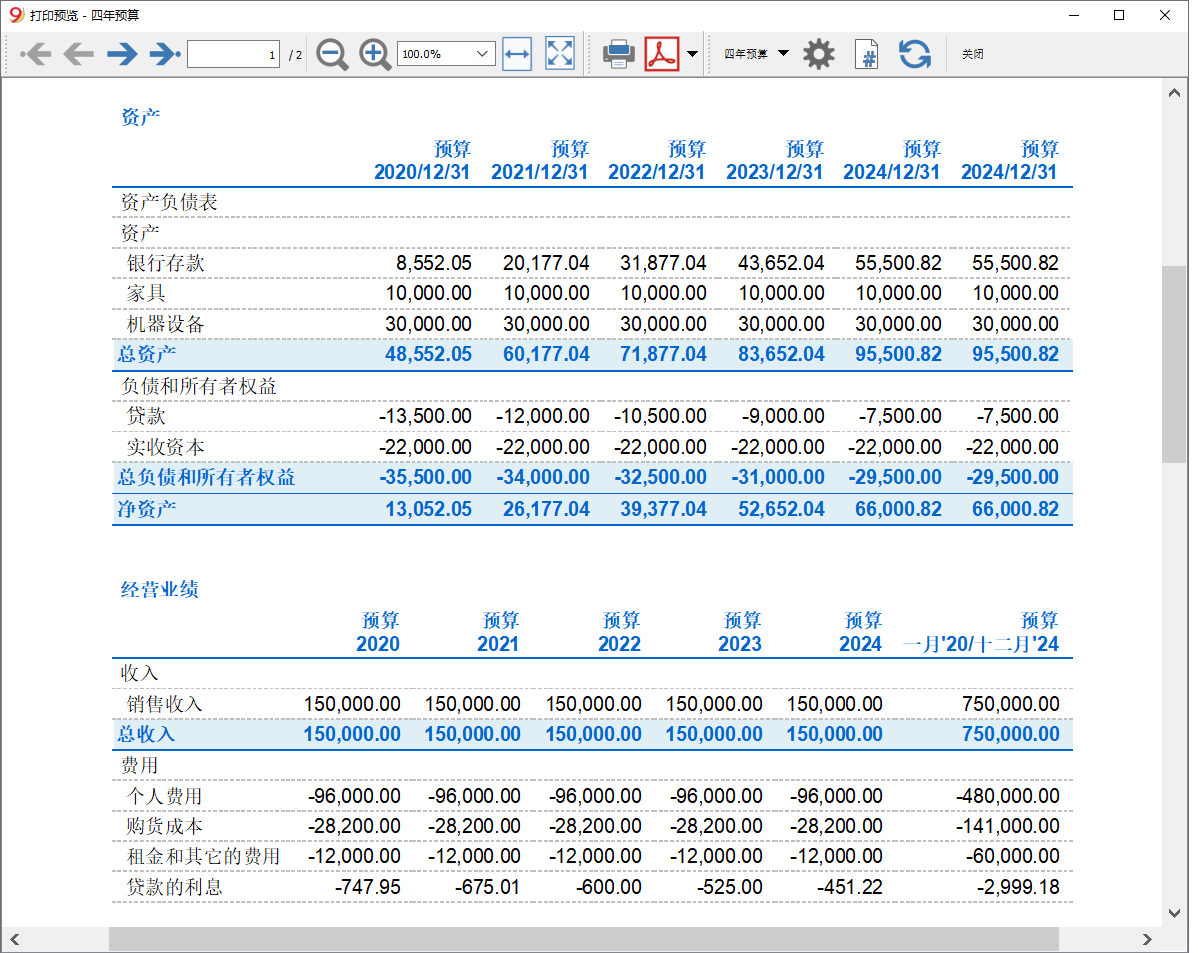 打印预览 - 四年预算
1 / 2 100.0% 四年预算 关闭
资产
预算 预算 预算 预算 预算 预算
2020/12/31 2021/12/31 2022/12/31 2023/12/31 2024/12/31 2024/12/31
资产负债表
资产
银行存款 8,552.05 20,177.04 31,877.04 43,652.04 55,500.82 55,500.82
家具 10,000.00 10,000.00 10,000.00 10,000.00 10,000.00 10,000.00
机器设备 30,000.00 30,000.00 30,000.00 30,000.00 30,000.00 30,000.00
总资产 48,552.05 60,177.04 71,877.04 83,652.04 95,500.82 95,500.82
负债和所有者权益
贷款 -13,500.00 -12,000.00 -10,500.00 -9,000.00 -7,500.00 -7,500.00
实收资本 -22,000.00 -22,000.00 -22,000.00 -22,000.00 -22,000.00 -22,000.00
总负债和所有者权益 -35,500.00 -34,000.00 -32,500.00 -31,000.00 -29,500.00 -29,500.00
净资产 13,052.05 26,177.04 39,377.04 52,652.04 66,000.82 66,000.82
经营业绩
预算 预算 预算 预算 预算 预算
2020 2021 2022 2023 2024 一月'20/十二月'24
收入
销售收入 150,000.00 150,000.00 150,000.00 150,000.00 150,000.00 750,000.00
总收入 150,000.00 150,000.00 150,000.00 150,000.00 150,000.00 750,000.00
费用
个人费用 -96,000.00 -96,000.00 -96,000.00 -96,000.00 -96,000.00 -480,000.00
购货成本 -28,200.00 -28,200.00 -28,200.00 -28,200.00 -28,200.00 -141,000.00
租金和其它的费用 -12,000.00 -12,000.00 -12,000.00 -12,000.00 -12,000.00 -60,000.00
贷款的利息 -747.95 -675.01 -600.00 -525.00 -451.22 -2,999.18